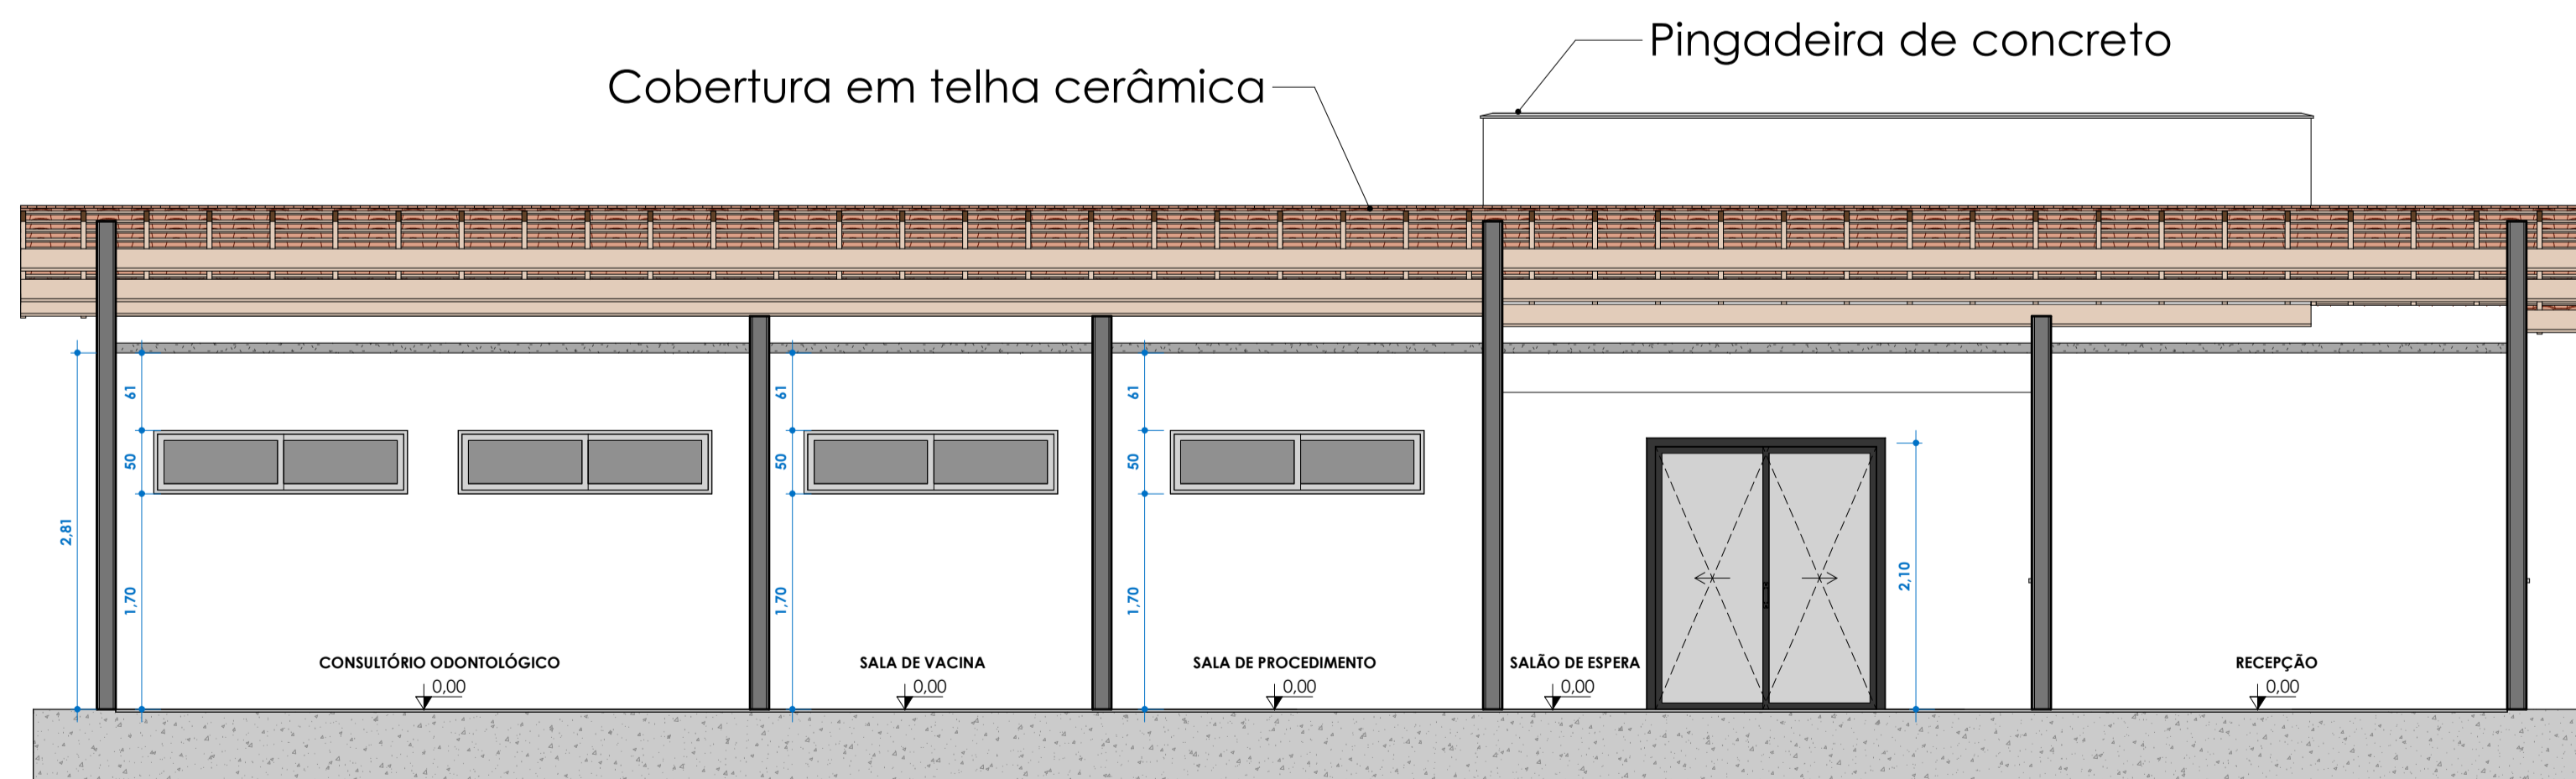 Pingadeira de concreto
Cobertura em telha cerâmica
61
61
61
50
50
50
2,81
1,70
1,70
1,70
2,10
CONSULTÓRIO ODONTOLÓGICO
0,00
SALA DE VACINA
0,00
SALA DE PROCEDIMENTO
0,00
SALÃO DE ESPERA
0,00
RECEPÇÃO
0,00